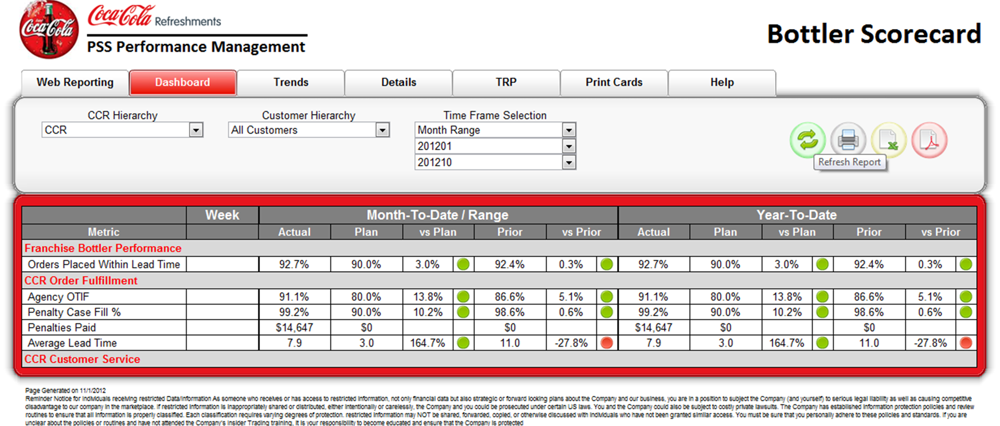 Coca-Cola
Coca-Cola Refreshments
PSS Performance Management
Bottler Scorecard
Web Reporting Dashboard Trends Details TRP Print Cards Help
CCR Hierarchy Customer Hierarchy Time Frame Selection
CCR All Customers Month Range
201201
201210
Refresh Report
Week Month-To-Date / Range Year-To-Date
Metric Actual Plan vs Plan Prior vs Prior Actual Plan vs Plan Prior vs Prior
Franchise Bottler Performance
Orders Placed Within Lead Time 92.7% 90.0% 3.0% 92.4% 0.3% 92.7% 90.0% 3.0% 92.4% 0.3%
CCR Order Fulfillment
Agency OTIF 91.1% 80.0% 13.8% 86.6% 5.1% 91.1% 80.0% 13.8% 86.6% 5.1%
Penalty Case Fill % 99.2% 90.0% 10.2% 98.6% 0.6% 99.2% 90.0% 10.2% 98.6% 0.6%
Penalties Paid $14,647 $0 $0 $14,647 $0 $0
Average Lead Time 7.9 3.0 164.7% 11.0 -27.8% 7.9 3.0 164.7% 11.0 -27.8%
CCR Customer Service
Page Generated on 11/1/2012
Reminder Notice for Individuals receiving restricted Data/Information As someone who receives or has access to restricted information, not only financial data but also strategic or forward looking plans about the Company and our business, you are in a position to subject the Company (and yourself) to serious legal liability as well as causing competitive
disadvantage to our company in the marketplace. If restricted information is inappropriately shared or distributed, either intentionally or carelessly, the Company and you could be prosecuted under certain US laws. You and the Company could also be subject to costly private lawsuits. The Company has established information protection policies and review
routines to ensure that all information is properly classified. Each classification requires varying degrees of protection. restricted information may NOT be shared, forwarded, copied, or otherwise discussed with individuals who have not been granted similar access. You must be sure that you personally adhere to these policies and standards. If you are
unclear about the policies or routines and have not attended the Company's Insider Trading training, it is your responsibility to become educated and ensure that the Company is protected